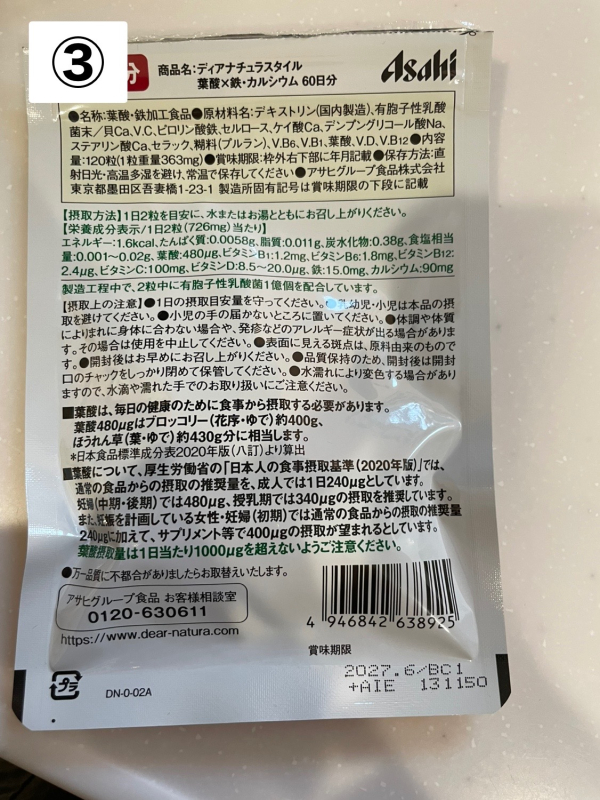 ③
分
商品名:ディアナチュラスタイル
葉酸×鉄・カルシウム 60日分
Asahi
●名称:葉酸・鉄加工食品●原材料名:デキストリン(国内製造)、有胞子性乳酸
菌末/貝Ca、V.C、ピロリン酸鉄、セルロース、ケイ酸Ca、デンプングリコール酸Na、
ステアリン酸Ca、セラック、糊料(プルラン)、V.B6、V.B1、葉酸、V.D、V.B12●内容
量:120粒(1粒重量363mg)●賞味期限:枠外右下部に年月記載●保存方法:直
射日光・高温多湿を避け、常温で保存してください●アサヒグループ食品株式会社
東京都墨田区吾妻橋1-23-1 製造所固有記号は賞味期限の下段に記載
【摂取方法】1日2粒を目安に、水またはお湯とともにお召し上がりください。
【栄養成分表示/1日2粒(726mg)当たり】
エネルギー:1.6kcal、たんぱく質:0.0058g、脂質:0.011g、炭水化物:0.38g、食塩相当
量:0.001~0.02g、葉酸:480μg、ビタミンB1:1.2mg、ビタミンB6:1.8mg、ビタミンB12:
2.4μg、ビタミンC:100mg、ビタミンD:8.5~20.0μg、鉄:15.0mg、カルシウム:90mg
製造工程中で、2粒中に有胞子性乳酸菌1億個を配合しています。
【摂取上の注意】●1日の摂取目安量を守ってください。●乳幼児・小児は本品の摂
取を避けてください。●小児の手の届かないところに置いてください。●体調や体質
によりまれに身体に合わない場合や、発疹などのアレルギー症状が出る場合がありま
す。その場合は使用を中止してください。●表面に見える斑点は、原料由来のもので
す。●開封後はお早めにお召し上がりください。●品質保持のため、開封後は開封
口のチャックをしっかり閉めて保管してください。●水濡れにより変色する場合があり
ますので、水滴や濡れた手でのお取り扱いにご注意ください。
■葉酸は、毎日の健康のために食事から摂取する必要があります。
葉酸480μgはブロッコリー(花序・ゆで)約400g、
ほうれん草(葉・ゆで)約430g分に相当します。
*日本食品標準成分表2020年版(八訂)より算出
■葉酸について、厚生労働省の「日本人の食事摂取基準(2020年版)」では、
通常の食品からの摂取の推奨量を、成人では1日240μgとしています。
妊婦(中期・後期)では480μg、授乳期では340μgの摂取を推奨しています。
また、妊娠を計画している女性・妊婦(初期)では通常の食品からの摂取の推奨量
240μgに加えて、サプリメント等で400μgの摂取が望まれるとしています。
葉酸摂取量は1日当たり1000μgを超えないようご注意ください。
●万一品質に不都合がありましたらお取替えいたします。
アサヒグループ食品 お客様相談室
0120-630611
https://www.dear-natura.com
4 946842 638925
賞味期限
2027.6/BC1
+AIE 131150
プラ
DN-0-02A